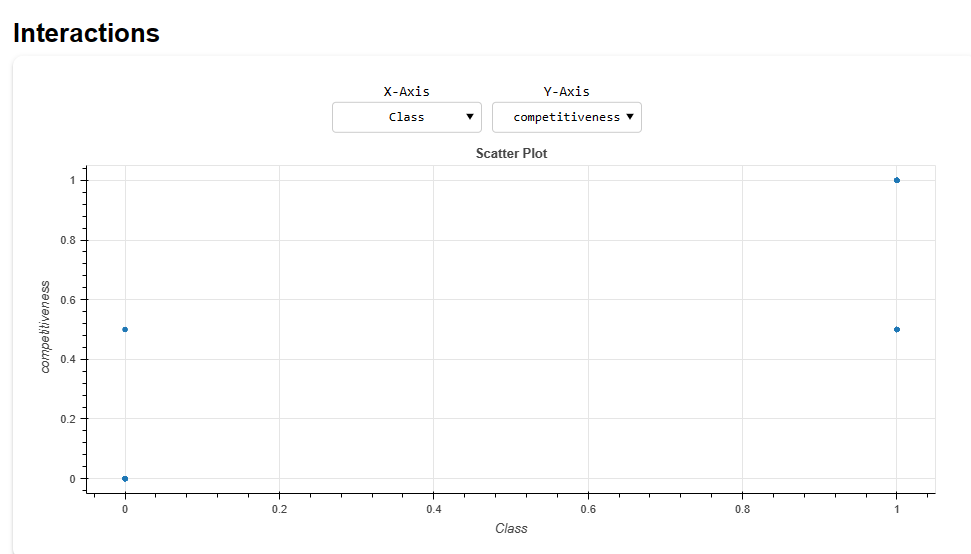 Interactions
X-Axis Y-Axis
Class ▼ competitiveness ▼
Scatter Plot
competitiveness
1
0.8
0.6
0.4
0.2
0
0 0.2 0.4 0.6 0.8 1
Class